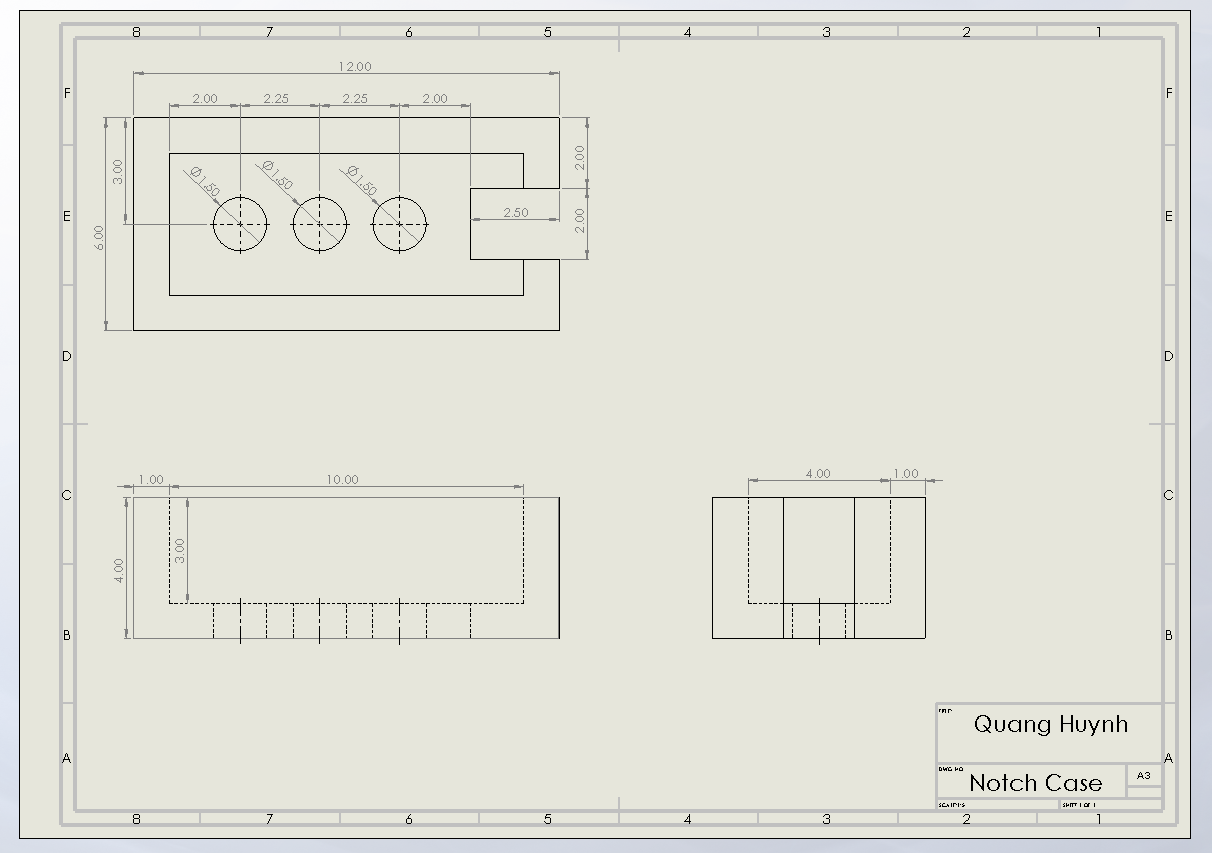 8 7 6 5 4 3 2 1
12.00
2.00 2.25 2.25 2.00
F F
2.00
3.00
Ø1.50 Ø1.50 Ø1.50
E E
2.50
2.00
6.00
D D
4.00 1.00
1.00 10.00
C C
3.00
4.00
B B
TITLE:
Quang Huynh
A A
DWG NO.
Notch Case
A3
SHEET 1 OF 1
8 7 6 5 4 3 2 1